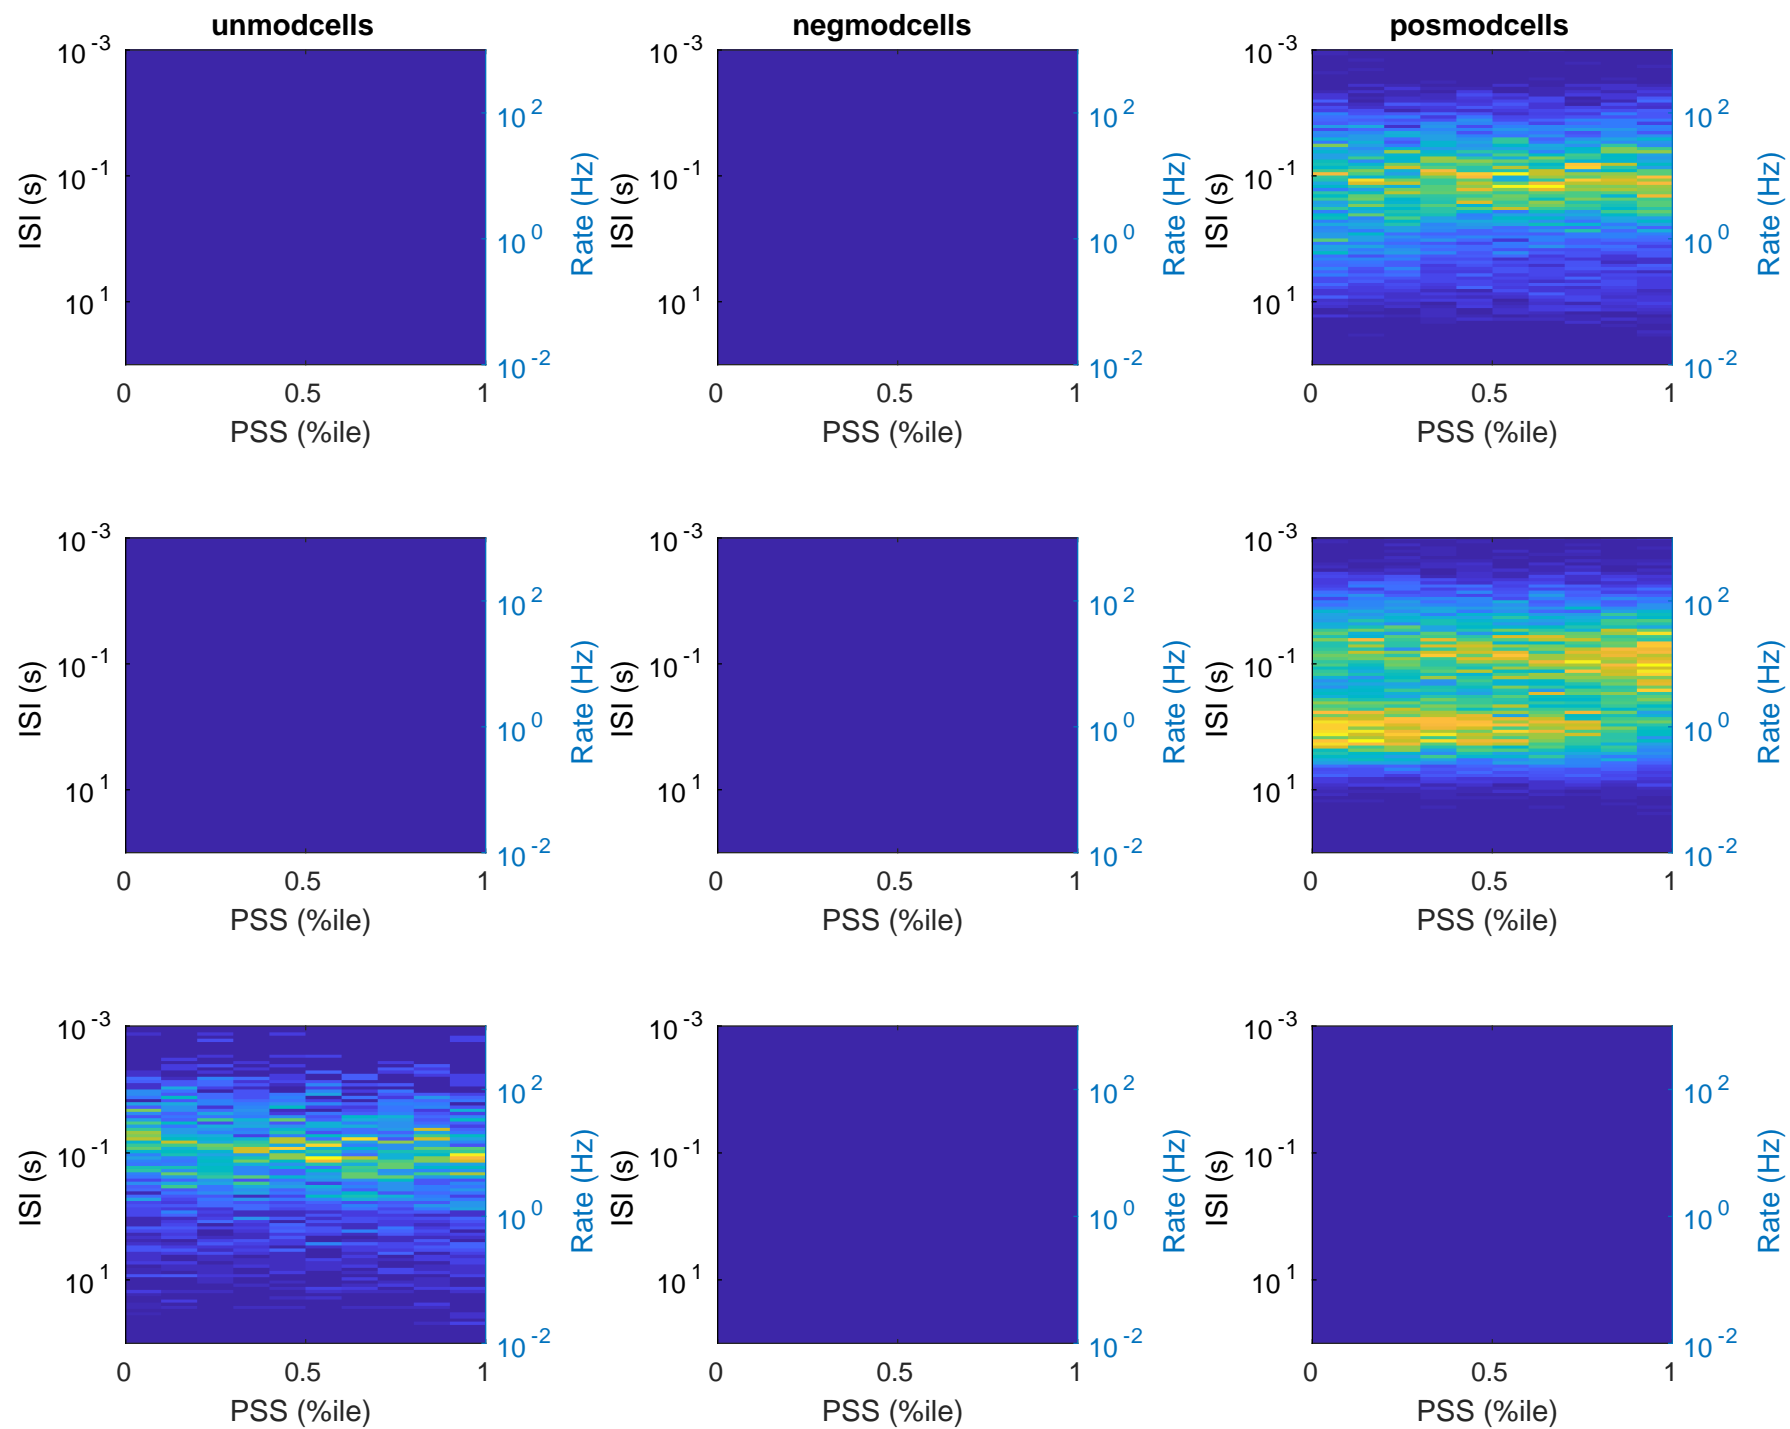 unmodcells negmodcells posmodcells
10^-3 10^-3 10^-3
10^2 10^2 10^2
10^-1 10^-1 10^-1
ISI (s) Rate (Hz) ISI (s) Rate (Hz) ISI (s) Rate (Hz)
10^0 10^0 10^0
10^1 10^1 10^1
10^-2 10^-2 10^-2
0 0.5 1 0 0.5 1 0 0.5 1
PSS (%ile) PSS (%ile) PSS (%ile)
10^-3 10^-3 10^-3
10^2 10^2 10^2
10^-1 10^-1 10^-1
ISI (s) Rate (Hz) ISI (s) Rate (Hz) ISI (s) Rate (Hz)
10^0 10^0 10^0
10^1 10^1 10^1
10^-2 10^-2 10^-2
0 0.5 1 0 0.5 1 0 0.5 1
PSS (%ile) PSS (%ile) PSS (%ile)
10^-3 10^-3 10^-3
10^2 10^2 10^2
10^-1 10^-1 10^-1
ISI (s) Rate (Hz) ISI (s) Rate (Hz) ISI (s) Rate (Hz)
10^0 10^0 10^0
10^1 10^1 10^1
10^-2 10^-2 10^-2
0 0.5 1 0 0.5 1 0 0.5 1
PSS (%ile) PSS (%ile) PSS (%ile)